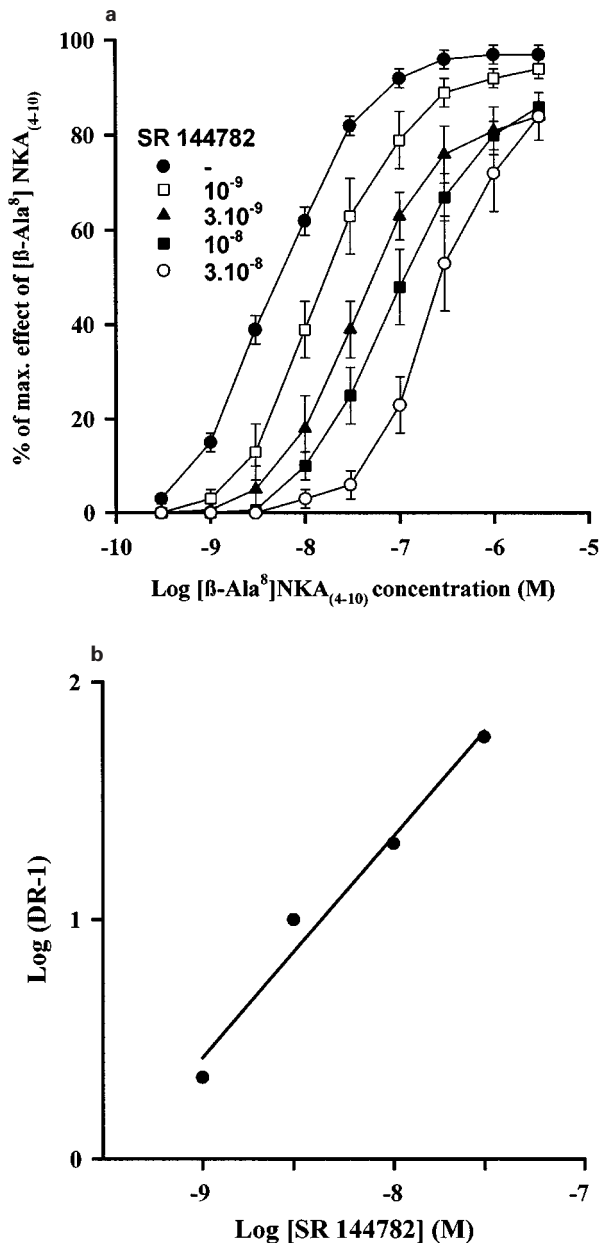 a
100
80
60
40
20
0
% of max. effect of [ß-Ala⁸] NKA₍₄₋₁₀₎
SR 144782
-
10⁻⁹
3.10⁻⁹
10⁻⁸
3.10⁻⁸
-10 -9 -8 -7 -6 -5
Log [ß-Ala⁸]NKA₍₄₋₁₀₎ concentration (M)
b
2
1
0
Log (DR-1)
-9 -8 -7
Log [SR 144782] (M)